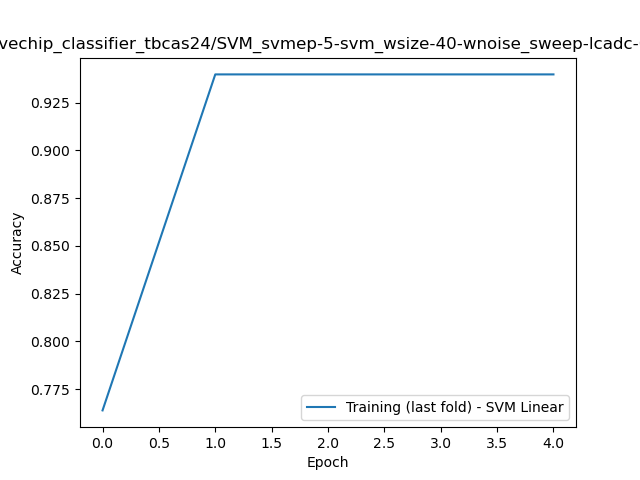 vechip_classifier_tbcas24/SVM_svmep-5-svm_wsize-40-wnoise_sweep-lcadc-
0.925
0.900
0.875
0.850
0.825
0.800
0.775
Accuracy
Training (last fold) - SVM Linear
0.0 0.5 1.0 1.5 2.0 2.5 3.0 3.5 4.0
Epoch